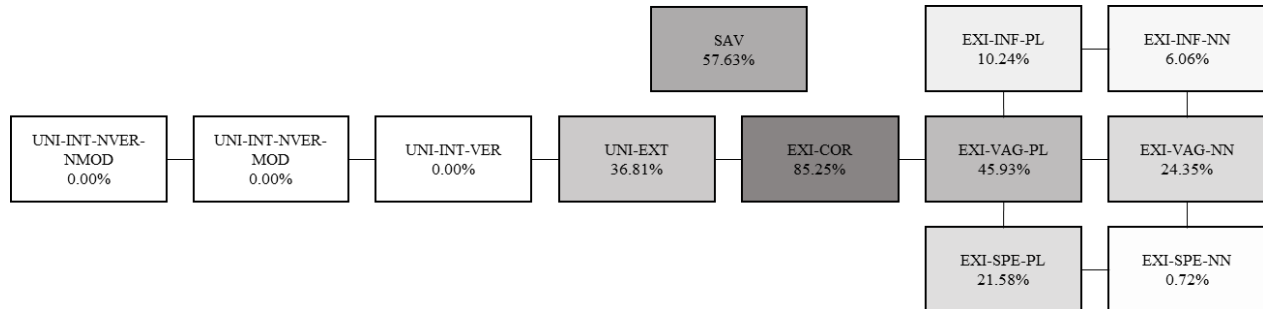 SAV
57.63%
EXI-INF-PL
10.24%
EXI-INF-NN
6.06%
UNI-INT-NVER-
NMOD
0.00%
UNI-INT-NVER-
MOD
0.00%
UNI-INT-VER
0.00%
UNI-EXT
36.81%
EXI-COR
85.25%
EXI-VAG-PL
45.93%
EXI-VAG-NN
24.35%
EXI-SPE-PL
21.58%
EXI-SPE-NN
0.72%